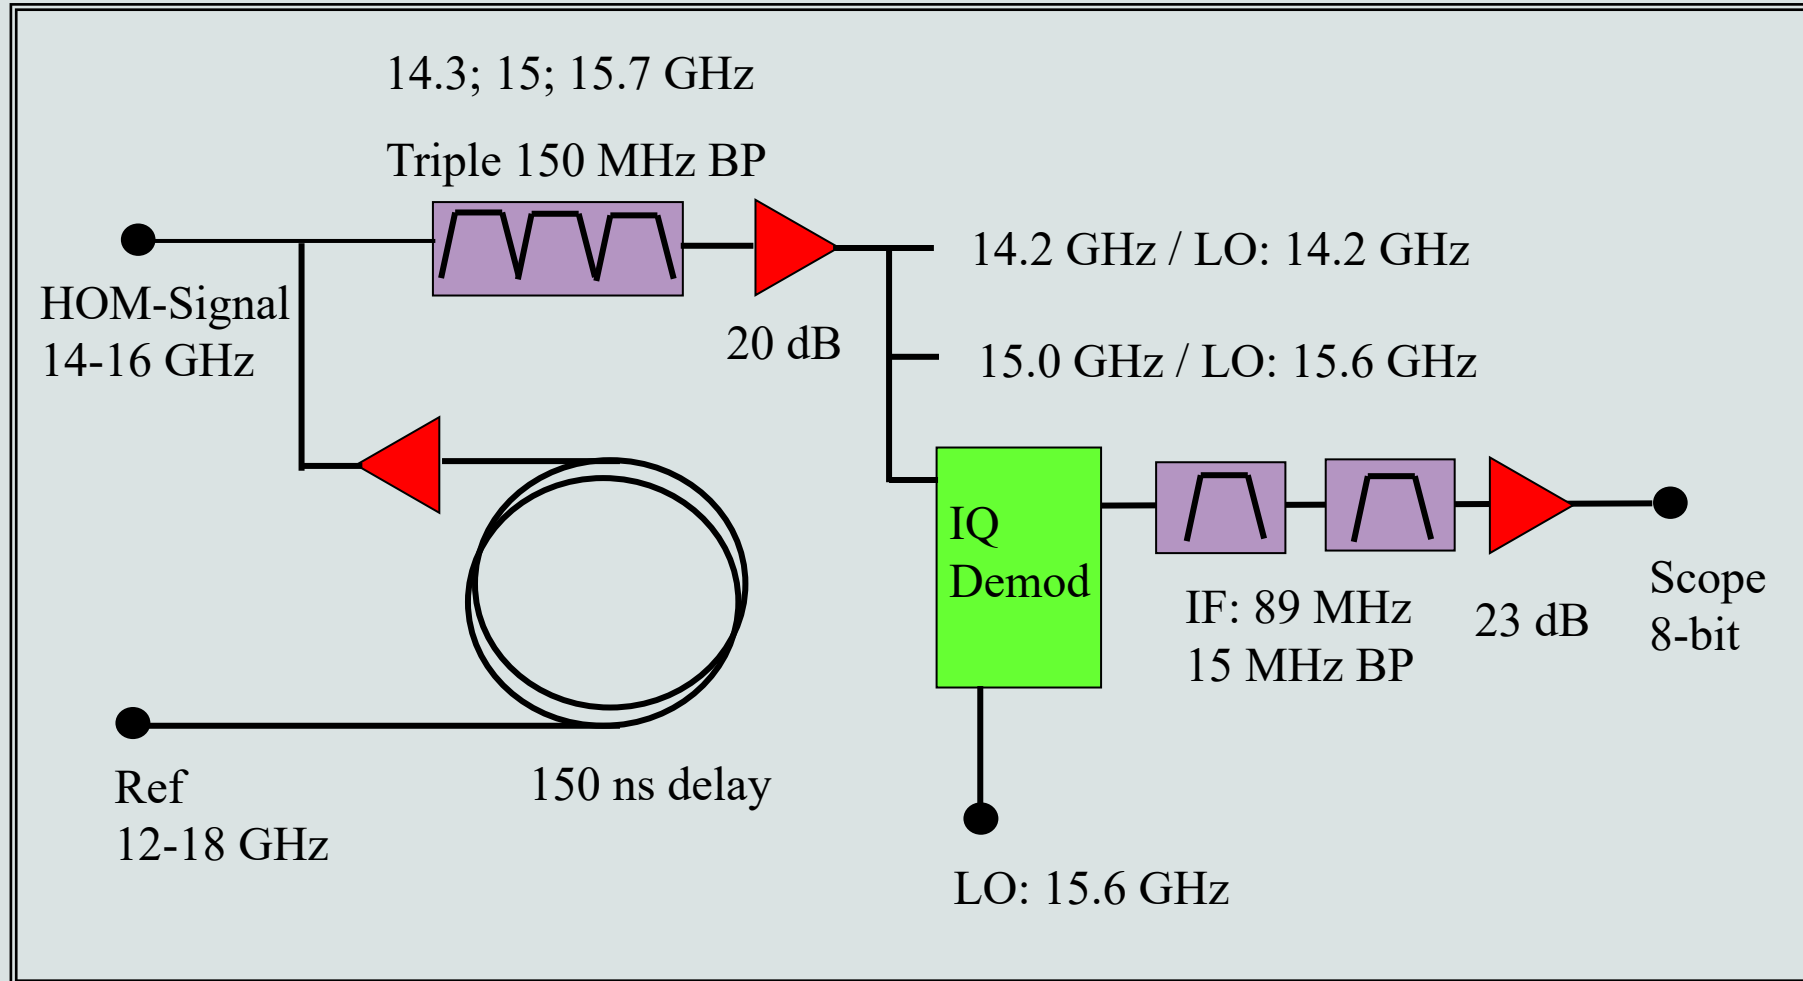 14.3; 15; 15.7 GHz
Triple 150 MHz BP
HOM-Signal
14-16 GHz
20 dB
14.2 GHz / LO: 14.2 GHz
15.0 GHz / LO: 15.6 GHz
IQ
Demod
IF: 89 MHz
15 MHz BP
23 dB
Scope
8-bit
Ref
12-18 GHz
150 ns delay
LO: 15.6 GHz